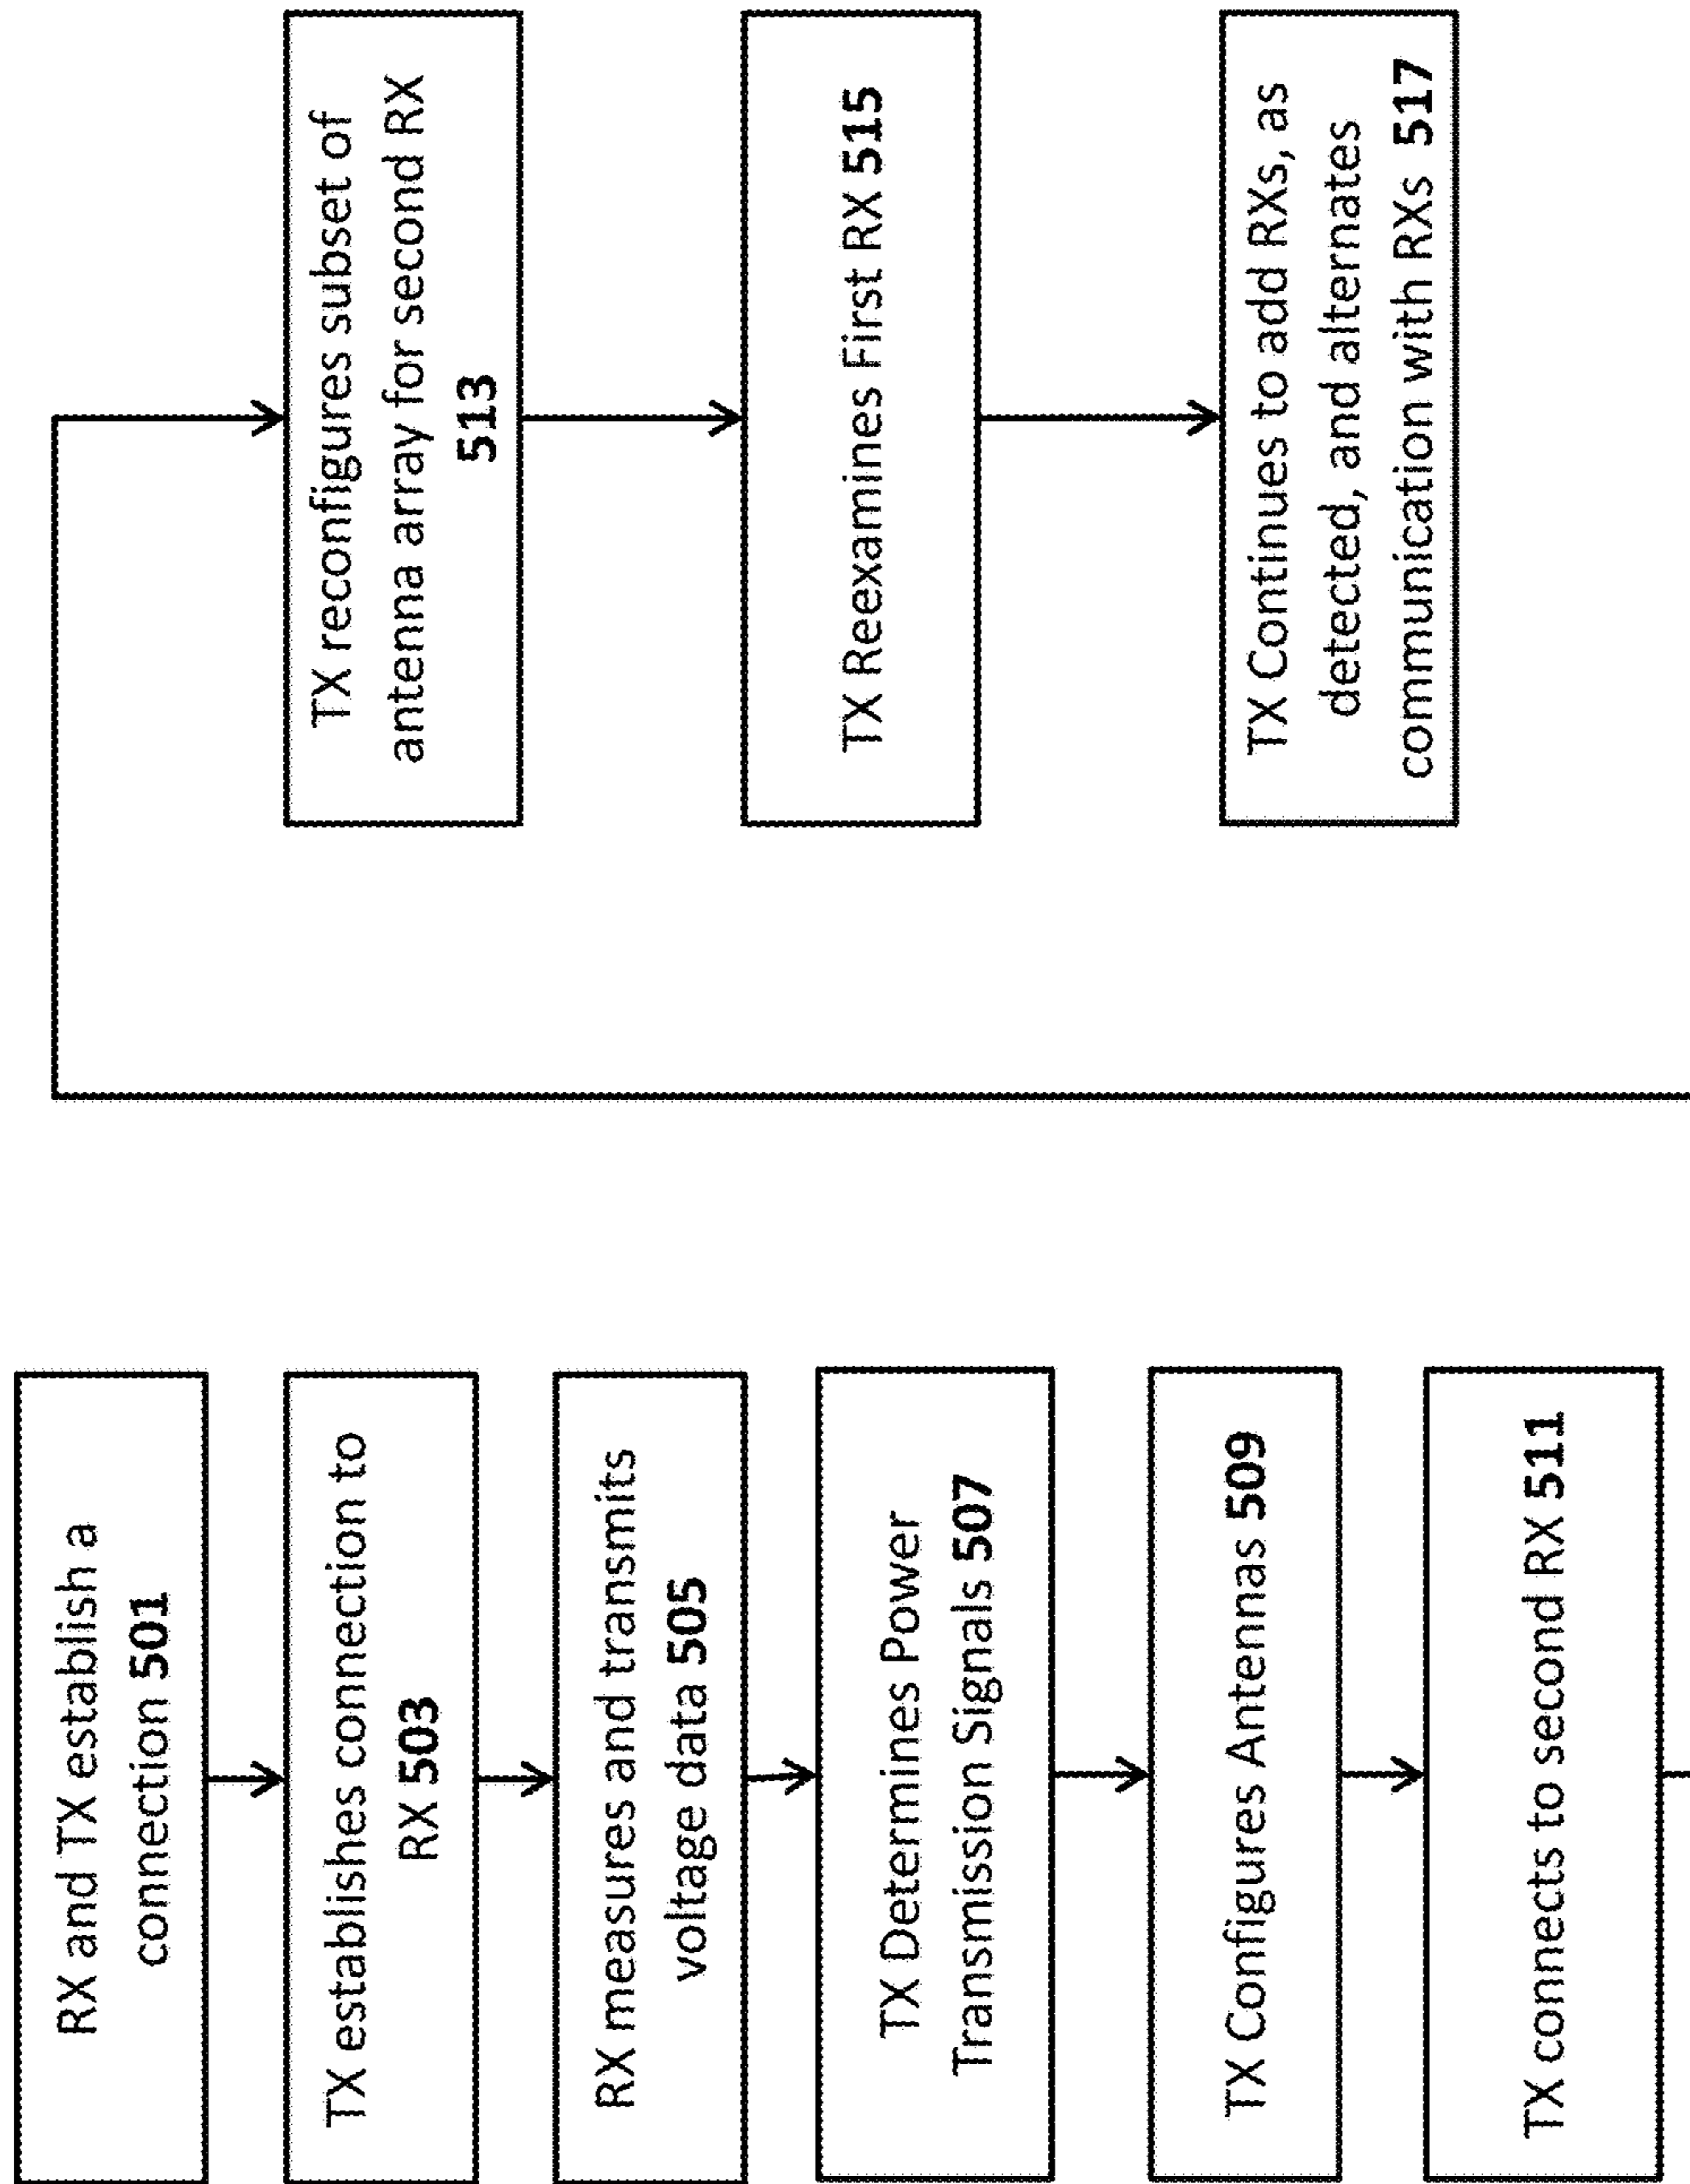 RX and TX establish a
connection 501
TX establishes connection to
RX 503
RX measures and transmits
voltage data 505
TX Determines Power
Transmission Signals 507
TX Configures Antennas 509
TX connects to second RX 511
TX reconfigures subset of
antenna array for second RX
513
TX Reexamines First RX 515
TX Continues to add RXs, as
detected, and alternates
communication with RXs 517